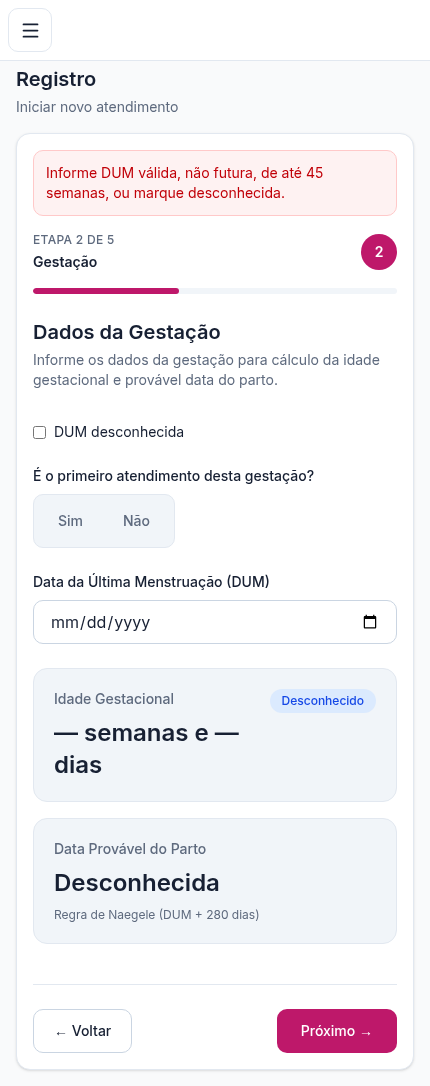 Registro
Iniciar novo atendimento
Informe DUM válida, não futura, de até 45
semanas, ou marque desconhecida.
ETAPA 2 DE 5
Gestação
2
Dados da Gestação
Informe os dados da gestação para cálculo da idade
gestacional e provável data do parto.
DUM desconhecida
É o primeiro atendimento desta gestação?
Sim Não
Data da Última Menstruação (DUM)
mm/dd/yyyy
Idade Gestacional
Desconhecido
— semanas e —
dias
Data Provável do Parto
Desconhecida
Regra de Naegele (DUM + 280 dias)
← Voltar
Próximo →